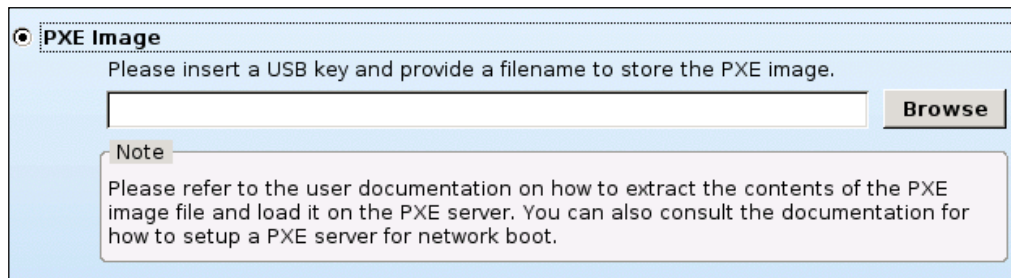 PXE Image
Please insert a USB key and provide a filename to store the PXE image.
Browse
Note
Please refer to the user documentation on how to extract the contents of the PXE
image file and load it on the PXE server. You can also consult the documentation for
how to setup a PXE server for network boot.